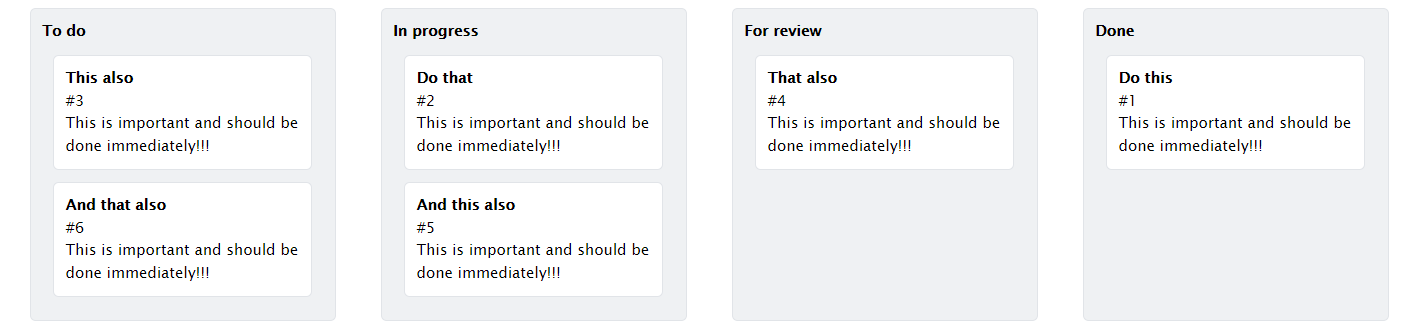 To do
This also
#3
This is important and should be
done immediately!!!
And that also
#6
This is important and should be
done immediately!!!
In progress
Do that
#2
This is important and should be
done immediately!!!
And this also
#5
This is important and should be
done immediately!!!
For review
That also
#4
This is important and should be
done immediately!!!
Done
Do this
#1
This is important and should be
done immediately!!!